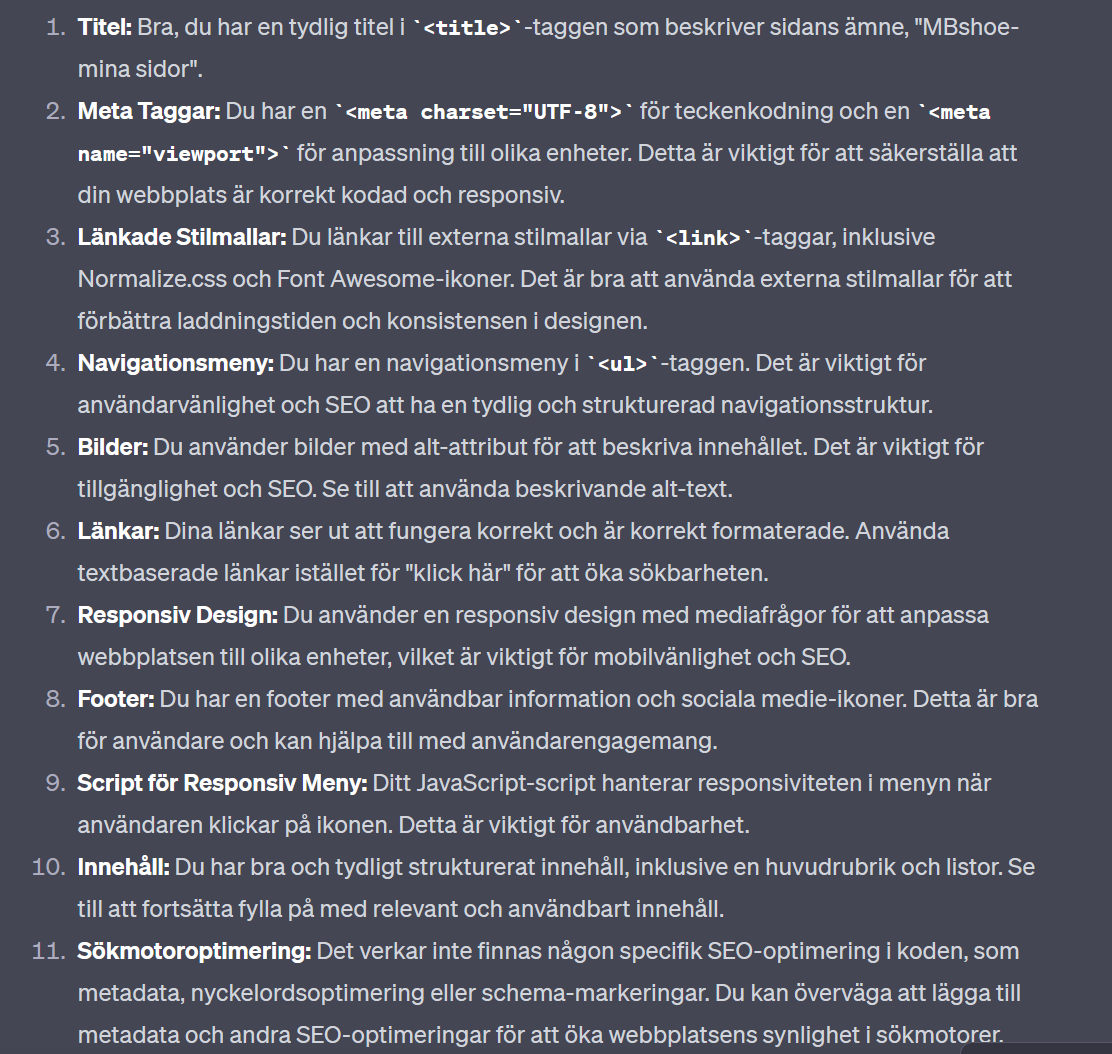 1. Titel: Bra, du har en tydlig titel i `<title>`-taggen som beskriver sidans ämne, "MBshoe-
mina sidor".
2. Meta Taggar: Du har en `<meta charset="UTF-8">` för teckenkodning och en `<meta
name="viewport">` för anpassning till olika enheter. Detta är viktigt för att säkerställa att
din webbplats är korrekt kodad och responsiv.
3. Länkade Stilmallar: Du länkar till externa stilmallar via `<link>`-taggar, inklusive
Normalize.css och Font Awesome-ikoner. Det är bra att använda externa stilmallar för att
förbättra laddningstiden och konsistensen i designen.
4. Navigationsmeny: Du har en navigationsmeny i `<ul>`-taggen. Det är viktigt för
användarvänlighet och SEO att ha en tydlig och strukturerad navigationsstruktur.
5. Bilder: Du använder bilder med alt-attribut för att beskriva innehållet. Det är viktigt för
tillgänglighet och SEO. Se till att använda beskrivande alt-text.
6. Länkar: Dina länkar ser ut att fungera korrekt och är korrekt formaterade. Använda
textbaserade länkar istället för "klick här" för att öka sökbarheten.
7. Responsiv Design: Du använder en responsiv design med mediafrågor för att anpassa
webbplatsen till olika enheter, vilket är viktigt för mobilvänlighet och SEO.
8. Footer: Du har en footer med användbar information och sociala medie-ikoner. Detta är bra
för användare och kan hjälpa till med användarengagemang.
9. Script för Responsiv Meny: Ditt JavaScript-script hanterar responsiviteten i menyn när
användaren klickar på ikonen. Detta är viktigt för användbarhet.
10. Innehåll: Du har bra och tydligt strukturerat innehåll, inklusive en huvudrubrik och listor. Se
till att fortsätta fylla på med relevant och användbart innehåll.
11. Sökmotoroptimering: Det verkar inte finnas någon specifik SEO-optimering i koden, som
metadata, nyckelordsoptimering eller schema-markeringar. Du kan överväga att lägga till
metadata och andra SEO-optimeringar för att öka webbplatsens synlighet i sökmotorer.